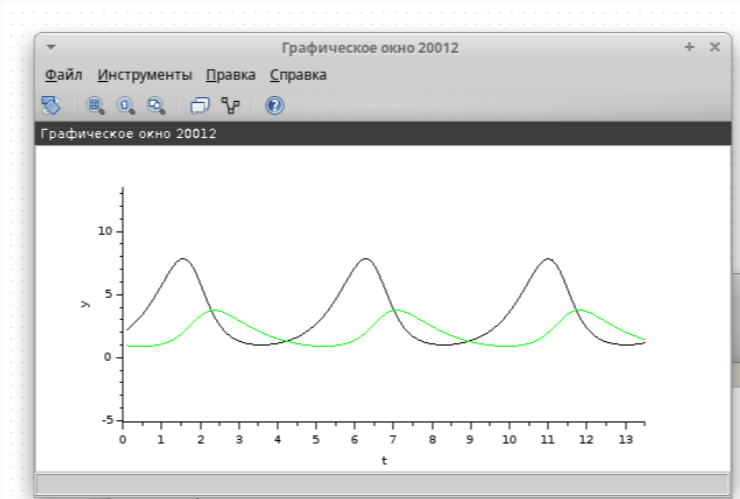 Графическое окно 20012
Файл Инструменты Правка Справка
Графическое окно 20012
10
5
0
-5
y
0 1 2 3 4 5 6 7 8 9 10 11 12 13
t